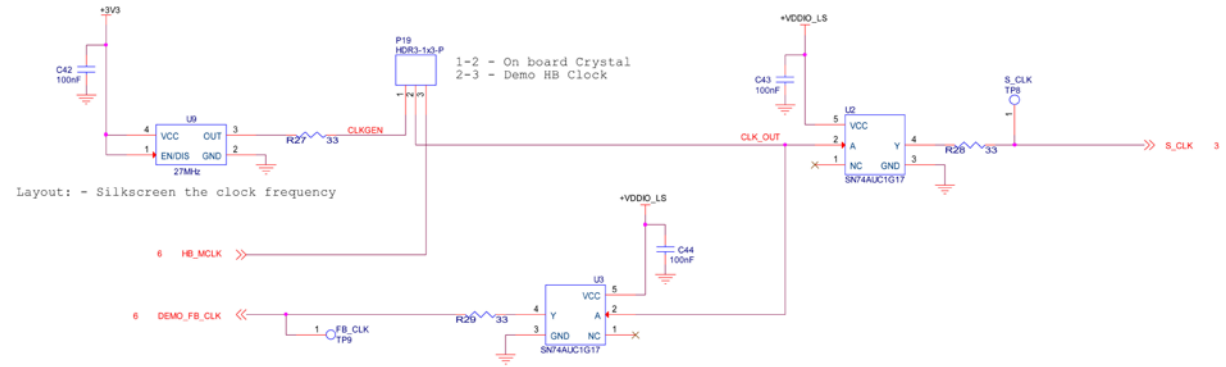 +3V3
+VDDIO_LS
P19
HDR3-1x3-P
1-2 - On board Crystal
2-3 - Demo HB Clock
C42
100nF
C43
100nF
S_CLK
TP8
1
1
2
3
U9
4
VCC
OUT
3
1
EN/DIS
GND
2
27MHz
R27
33
CLKGEN
CLK_OUT
U2
5
VCC
2
A
Y
4
1
NC
GND
3
SN74AUC1G17
R28
33
S_CLK
3
Layout: - Silkscreen the clock frequency
+VDDIO_LS
6
HB_MCLK
C44
100nF
U3
VCC
5
4
Y
A
2
3
GND
NC
1
SN74AUC1G17
6
DEMO_FB_CLK
R29
33
1
FB_CLK
TP9